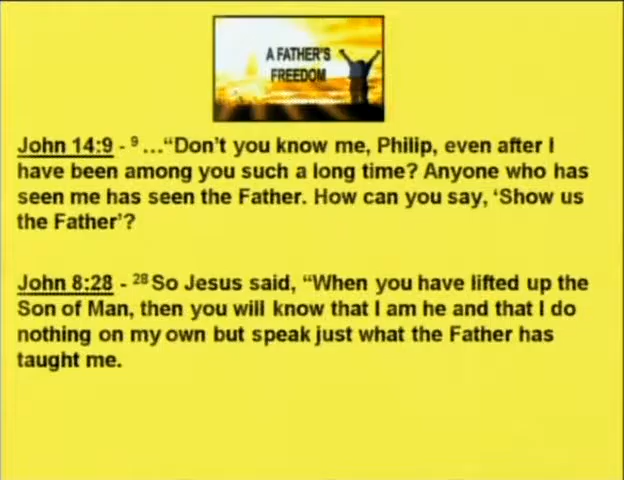 A FATHER'S
FREEDOM
John 14:9 - 9 …“Don’t you know me, Philip, even after I
have been among you such a long time? Anyone who has
seen me has seen the Father. How can you say, ‘Show us
the Father’?
John 8:28 - 28 So Jesus said, “When you have lifted up the
Son of Man, then you will know that I am he and that I do
nothing on my own but speak just what the Father has
taught me.